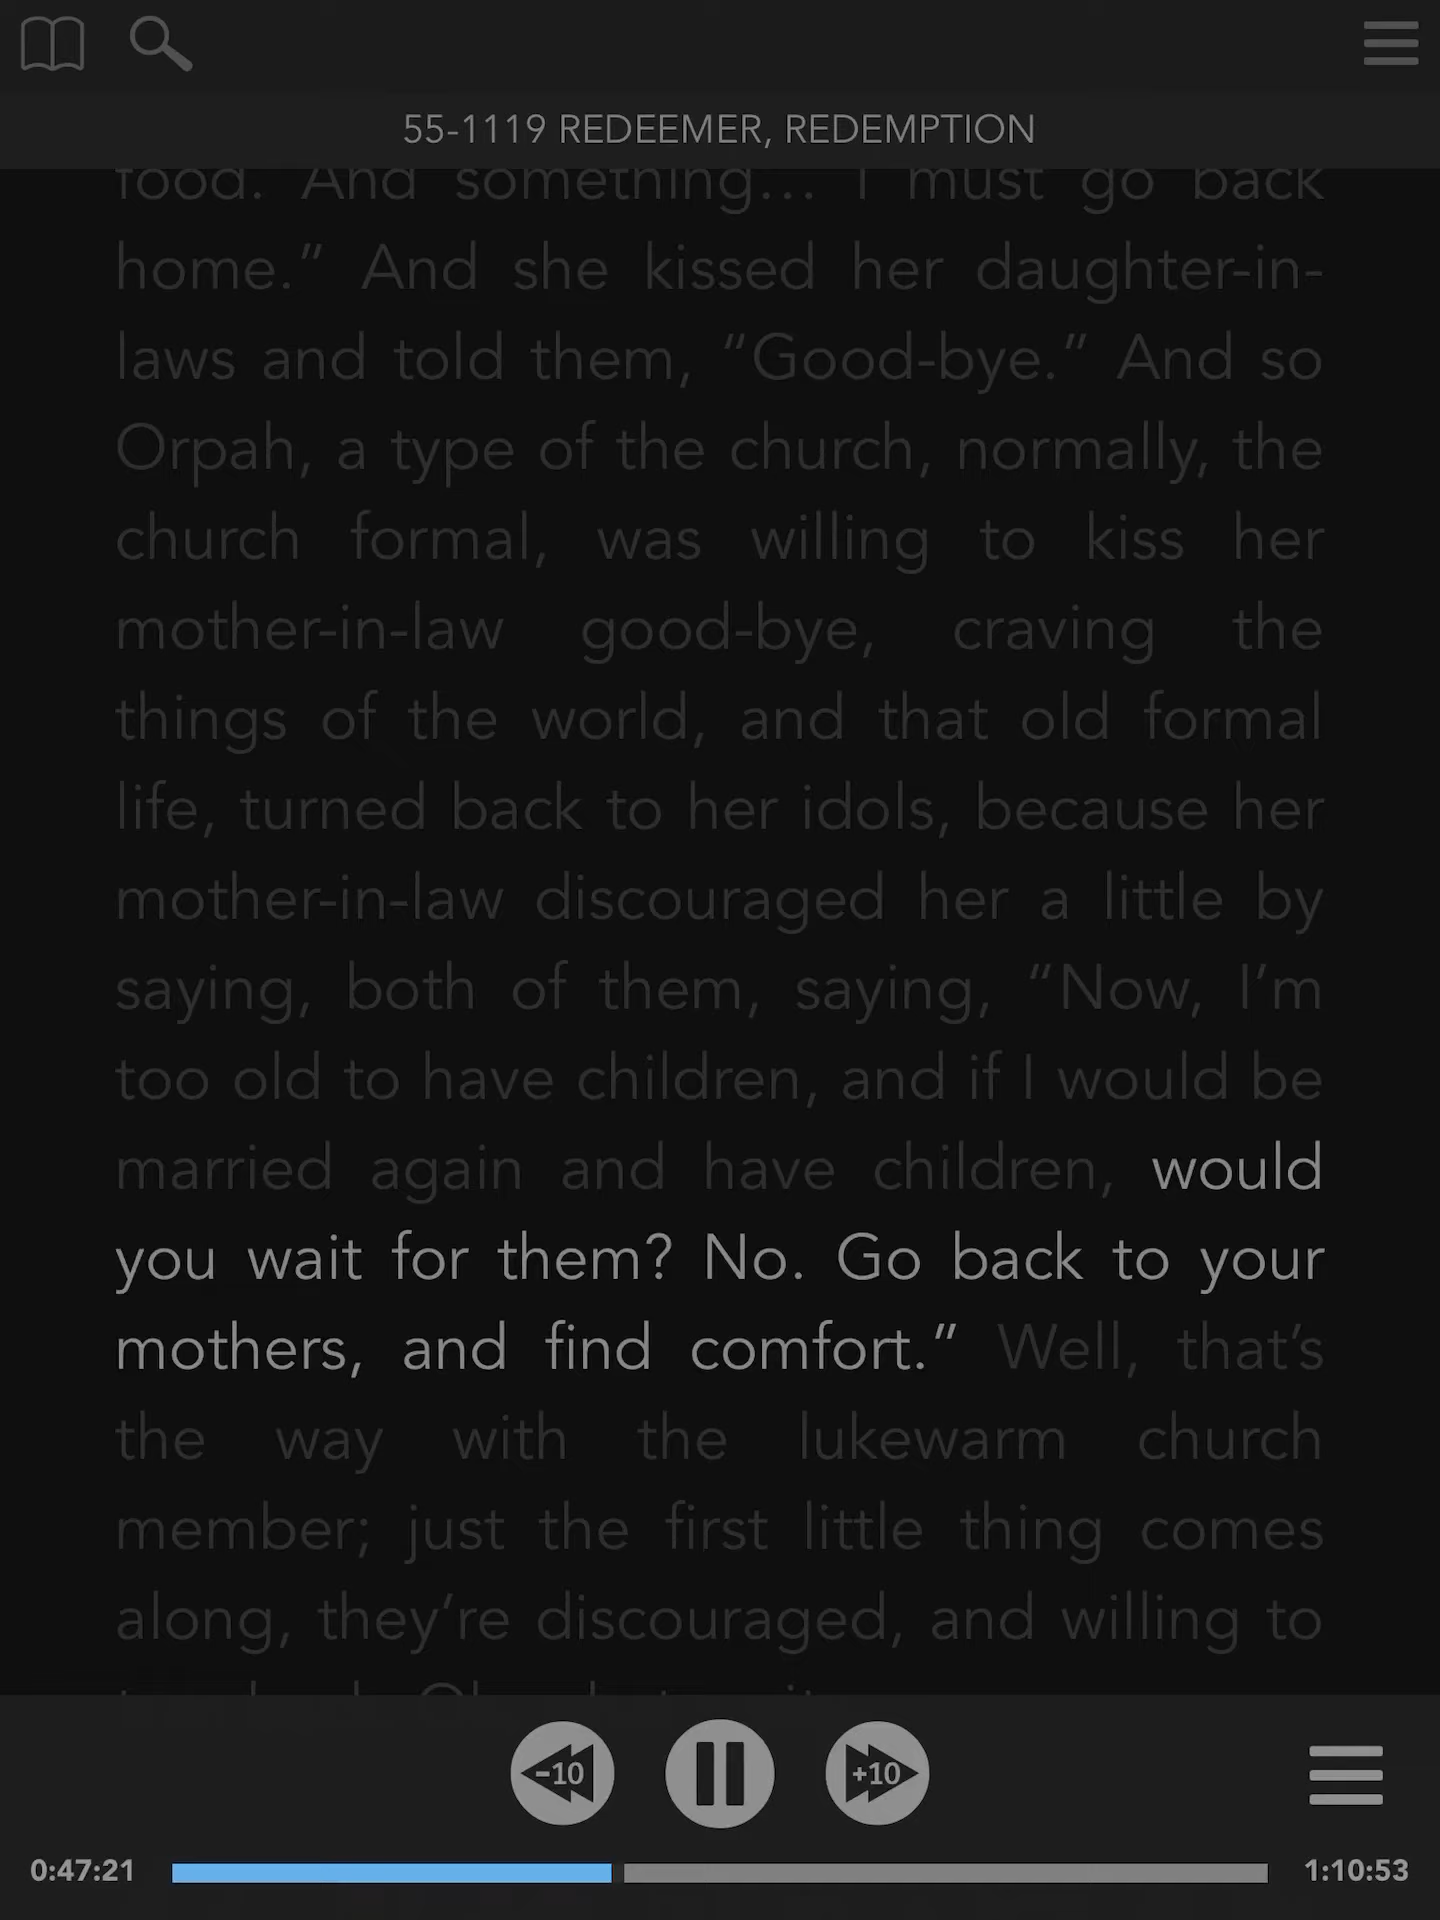 55-1119 REDEEMER, REDEMPTION
food. And something… I must go back
home.” And she kissed her daughter-in-
laws and told them, “Good-bye.” And so
Orpah, a type of the church, normally, the
church formal, was willing to kiss her
mother-in-law good-bye, craving the
things of the world, and that old formal
life, turned back to her idols, because her
mother-in-law discouraged her a little by
saying, both of them, saying, “Now, I’m
too old to have children, and if I would be
married again and have children, would
you wait for them? No. Go back to your
mothers, and find comfort.” Well, that’s
the way with the lukewarm church
member; just the first little thing comes
along, they’re discouraged, and willing to
-10
+10
0:47:21
1:10:53